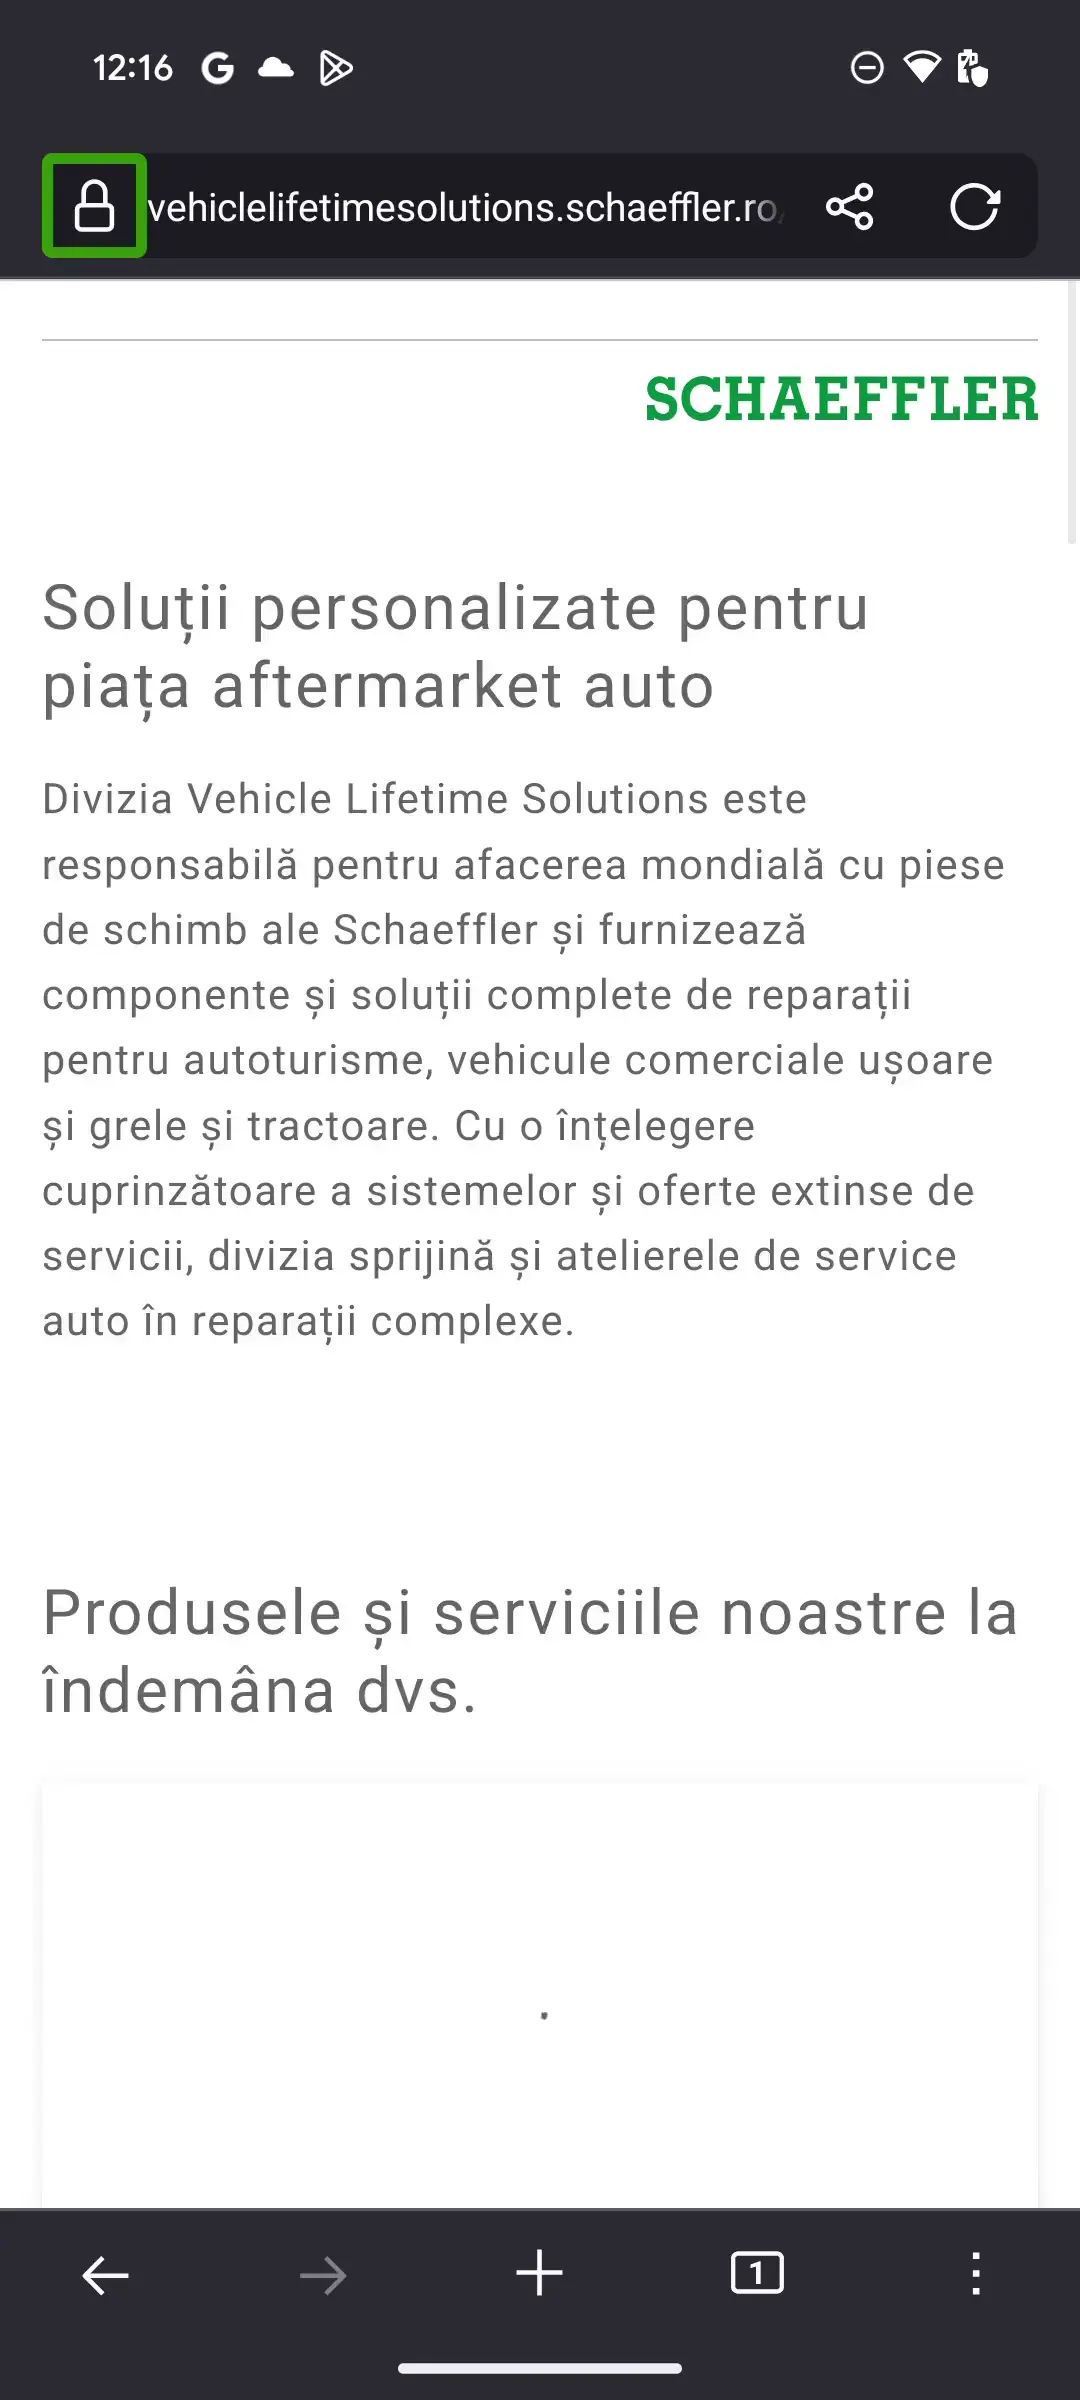 12:16
vehiclelifetimesolutions.schaeffler.ro
SCHAEFFLER
Soluții personalizate pentru
piața aftermarket auto
Divizia Vehicle Lifetime Solutions este
responsabilă pentru afacerea mondială cu piese
de schimb ale Schaeffler și furnizează
componente și soluții complete de reparații
pentru autoturisme, vehicule comerciale ușoare
și grele și tractoare. Cu o înțelegere
cuprinzătoare a sistemelor și oferte extinse de
servicii, divizia sprijină și atelierele de service
auto în reparații complexe.
Produsele și serviciile noastre la
îndemâna dvs.
1